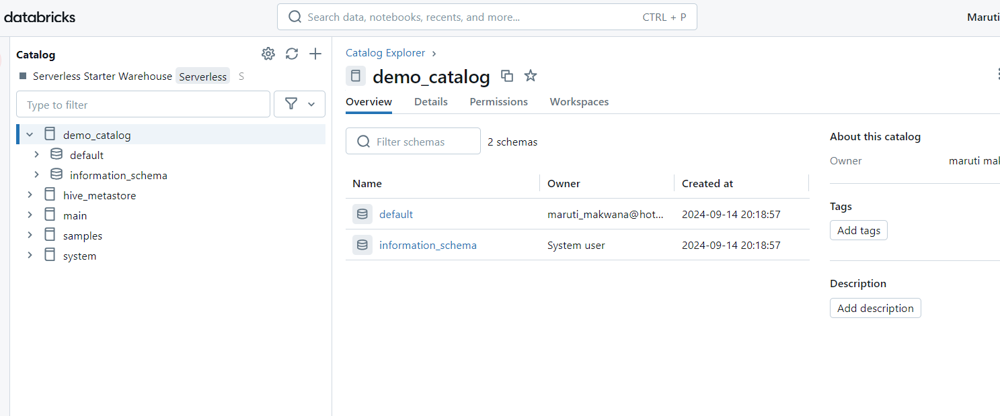 databricks
Search data, notebooks, recents, and more... CTRL + P
Maruti
Catalog
Serverless Starter Warehouse Serverless S
Type to filter
demo_catalog
default
information_schema
hive_metastore
main
samples
system
Catalog Explorer
demo_catalog
Overview Details Permissions Workspaces
Filter schemas 2 schemas
Name Owner Created at
default maruti_makwana@hot... 2024-09-14 20:18:57
information_schema System user 2024-09-14 20:18:57
About this catalog
Owner maruti mak
Tags
Add tags
Description
Add description